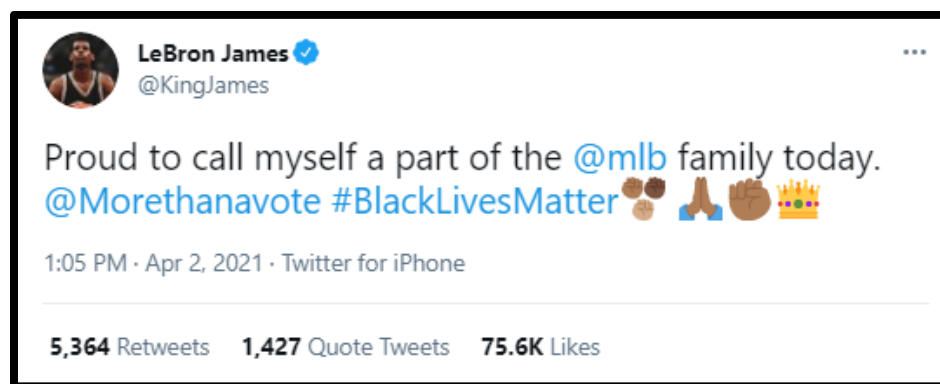 LeBron James
@KingJames
Proud to call myself a part of the @mlb family today.
@Morethanavote #BlackLivesMatter✊🏾✊🏿✊🏼 🙏🏾✊🏾👑
1:05 PM · Apr 2, 2021 · Twitter for iPhone
5,364 Retweets 1,427 Quote Tweets 75.6K Likes